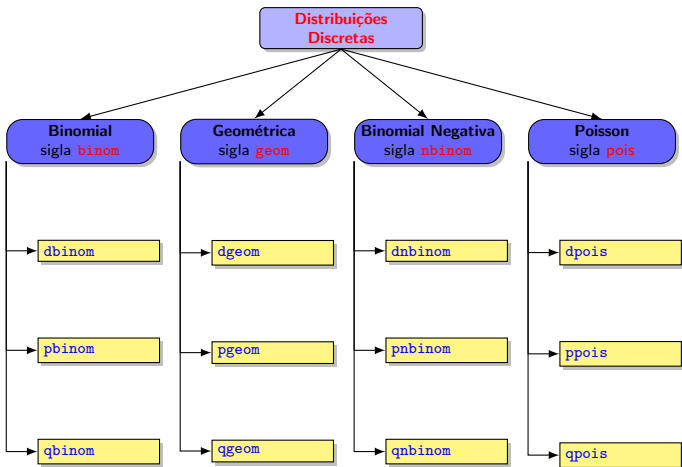 Distribuições
Discretas
Binomial
sigla binom
Geométrica
sigla geom
Binomial Negativa
sigla nbinom
Poisson
sigla pois
dbinom
dgeom
dnbinom
dpois
pbinom
pgeom
pnbinom
ppois
qbinom
qgeom
qnbinom
qpois